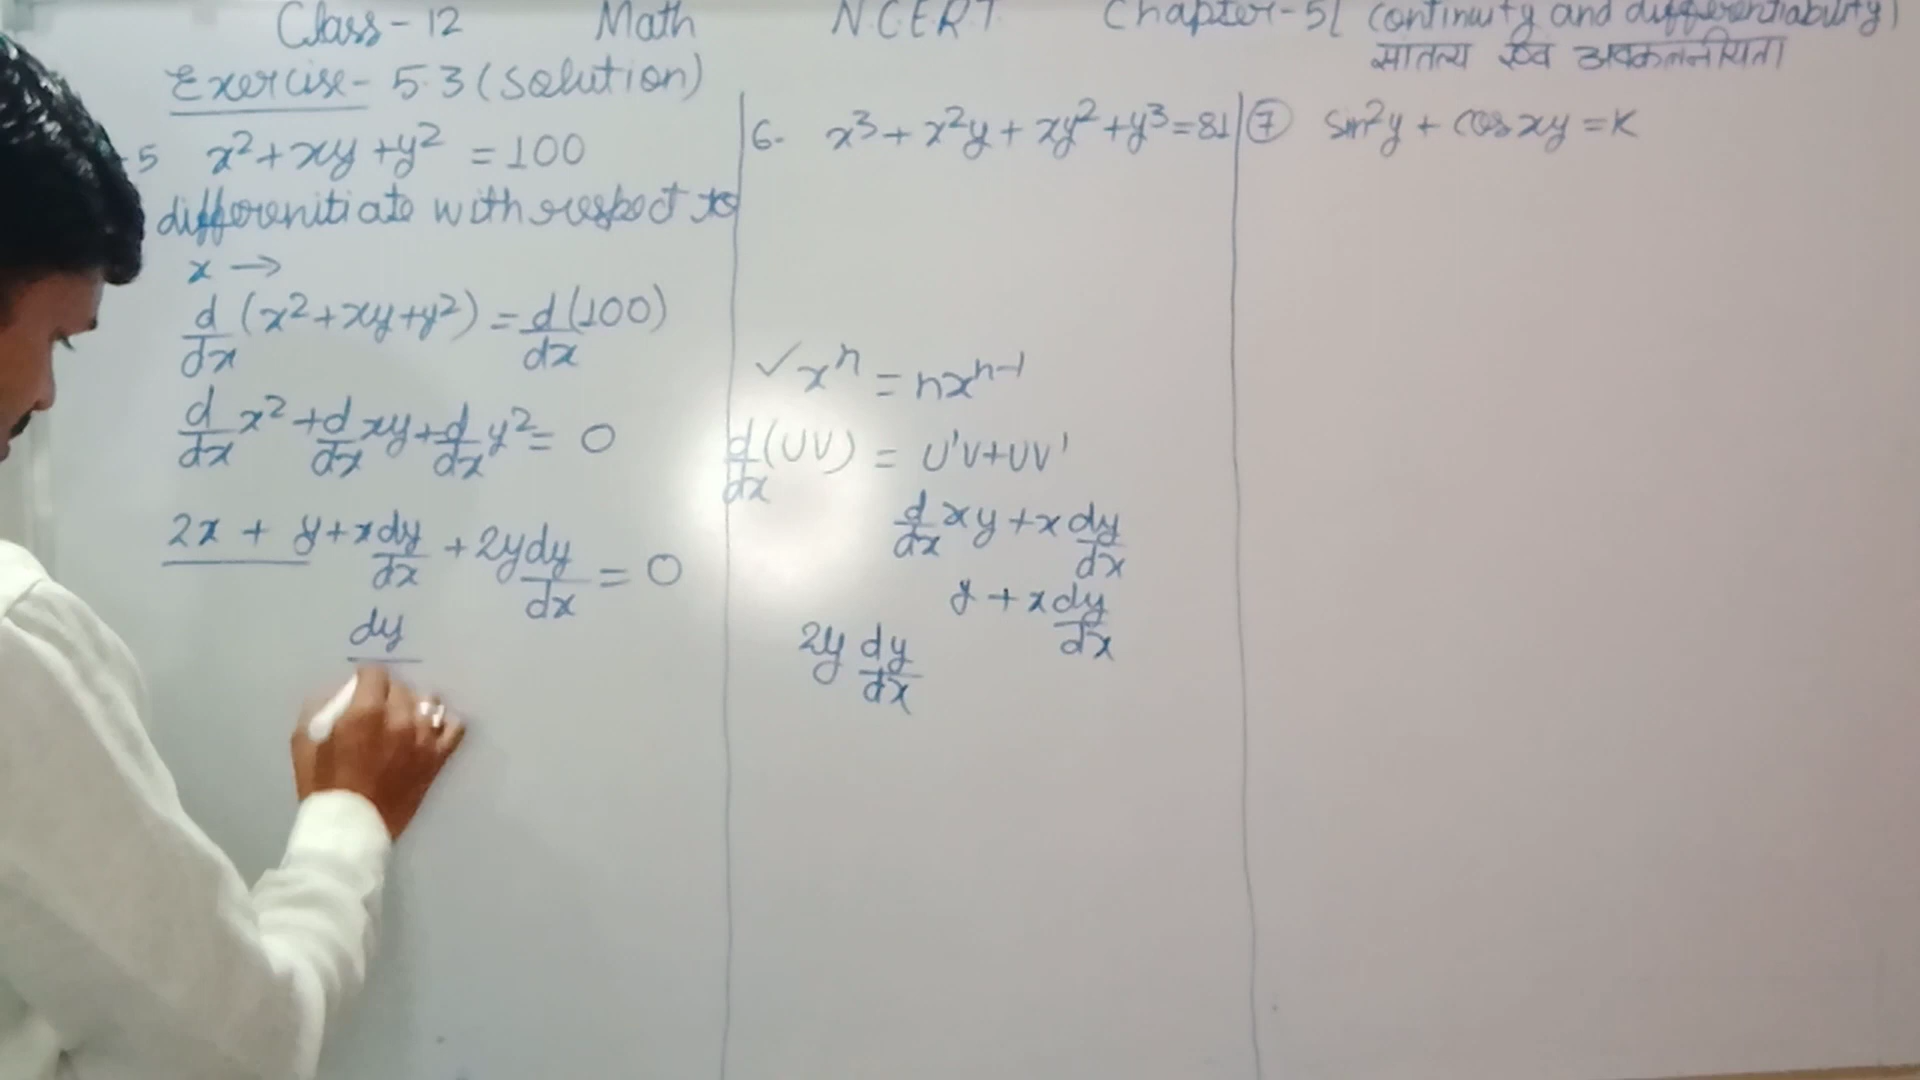 Class-12 Math NCERT Chapter-5( Continuity and differentiability)
सातत्य एवं अवकलनीयता
Exercise- 5.3 (Solution)
5 x²+xy+y² = 100
differenitiate with respect to
x →
d/dx (x²+xy+y²) = d/dx (100)
d/dx x² + d/dx xy + d/dx y² = 0
2x + y + x dy/dx + 2y dy/dx = 0
dy
6- x³ + x²y + xy² + y³ = 81
✓ xⁿ = nxⁿ⁻¹
d/dx (UV) = U'V+UV'
d/dx xy + x dy/dx
y + x dy/dx
2y dy/dx
⑦ sin²y + cos xy = K